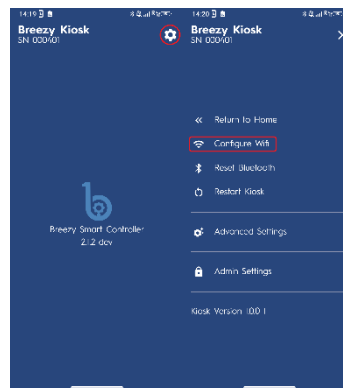 14:19
Breezy Kiosk
SN 000401
Breezy Smart Controller
2.1.2 dev
14:20
Breezy Kiosk
SN 000401
Return to Home
Configure Wifi
Reset Bluetooth
Restart Kiosk
Advanced Settings
Admin Settings
Kiosk Version 1.0.0.1